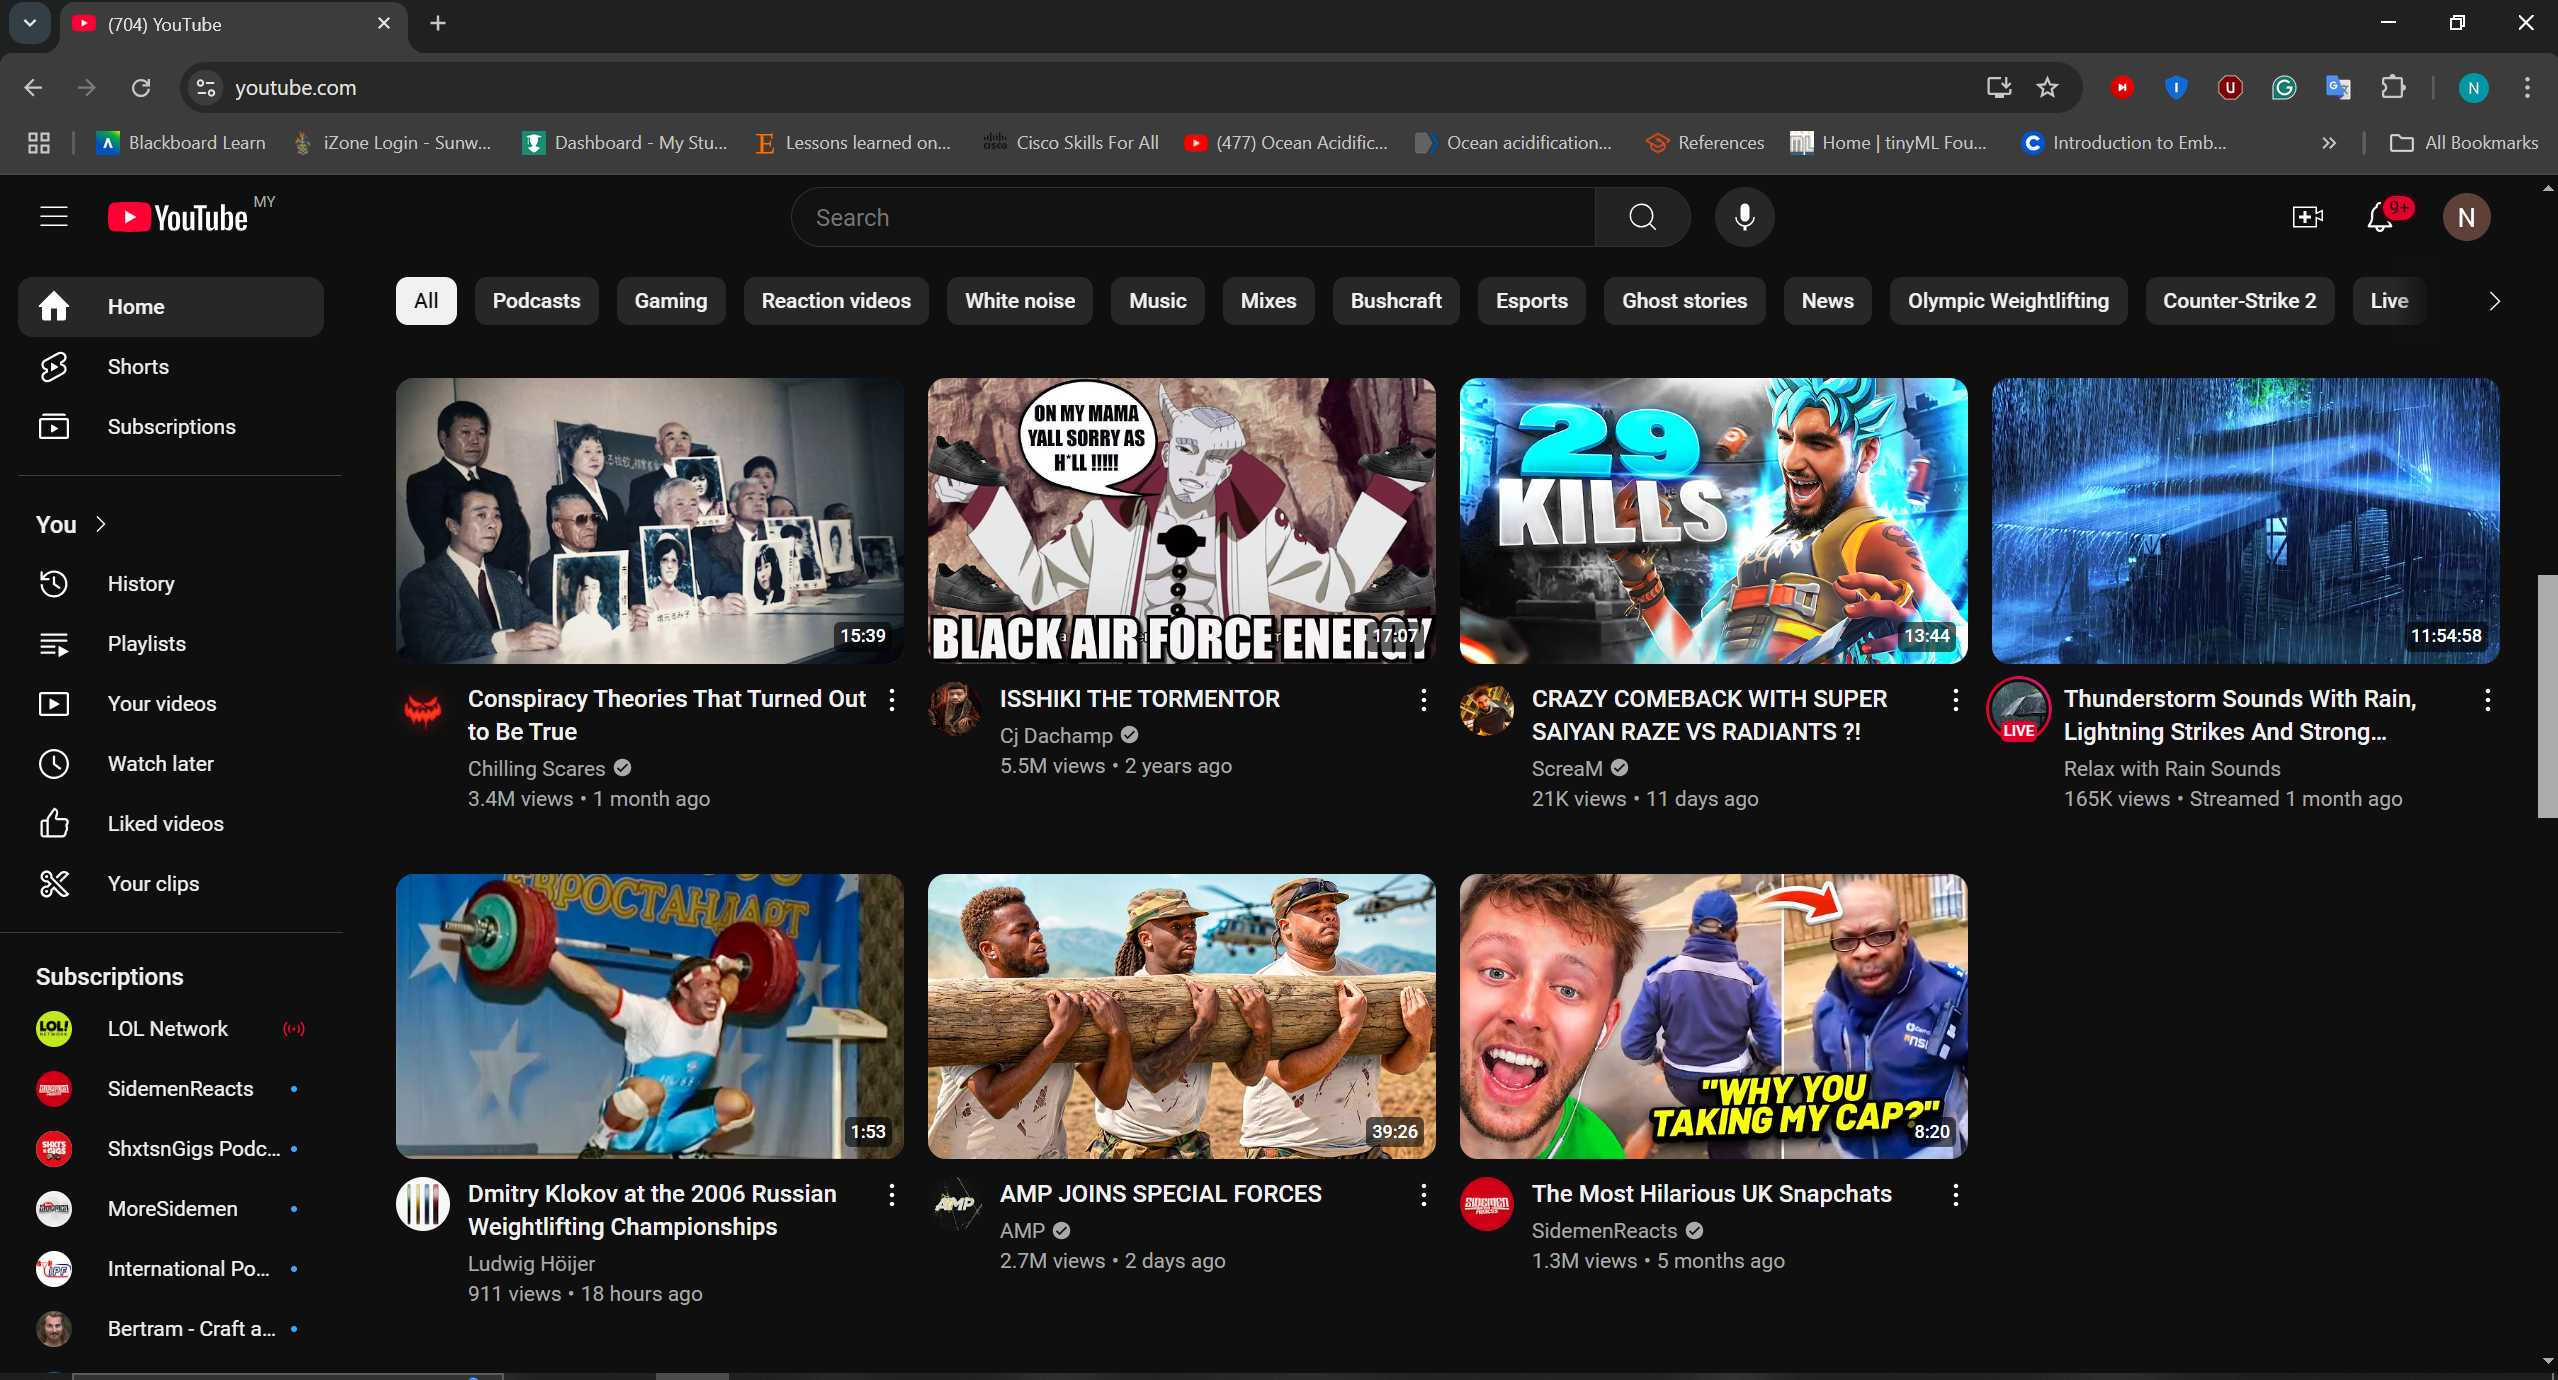 (704) YouTube
youtube.com
Blackboard Learn
iZone Login - Sunw...
Dashboard - My Stu...
Lessons learned on...
Cisco Skills For All
(477) Ocean Acidific...
Ocean acidification...
References
Home | tinyML Fou...
Introduction to Emb...
All Bookmarks
YouTube MY
Search
9+
N
Home
Shorts
Subscriptions
You
History
Playlists
Your videos
Watch later
Liked videos
Your clips
Subscriptions
LOL Network
SidemenReacts
ShxtsnGigs Podc...
MoreSidemen
International Po...
Bertram - Craft a...
All
Podcasts
Gaming
Reaction videos
White noise
Music
Mixes
Bushcraft
Esports
Ghost stories
News
Olympic Weightlifting
Counter-Strike 2
Live
15:39
Conspiracy Theories That Turned Out
to Be True
Chilling Scares
3.4M views • 1 month ago
ON MY MAMA
YALL SORRY AS
H*LL !!!!!
BLACK AIR FORCE ENERGY
17:07
ISSHIKI THE TORMENTOR
Cj Dachamp
5.5M views • 2 years ago
29
KILLS
13:44
CRAZY COMEBACK WITH SUPER
SAIYAN RAZE VS RADIANTS ?!
ScreaM
21K views • 11 days ago
11:54:58
LIVE
Thunderstorm Sounds With Rain,
Lightning Strikes And Strong...
Relax with Rain Sounds
165K views • Streamed 1 month ago
ЕВРОСТАНДАРТ
1:53
Dmitry Klokov at the 2006 Russian
Weightlifting Championships
Ludwig Höijer
911 views • 18 hours ago
39:26
AMP
AMP JOINS SPECIAL FORCES
AMP
2.7M views • 2 days ago
"WHY YOU
TAKING MY CAP?"
8:20
The Most Hilarious UK Snapchats
SidemenReacts
1.3M views • 5 months ago